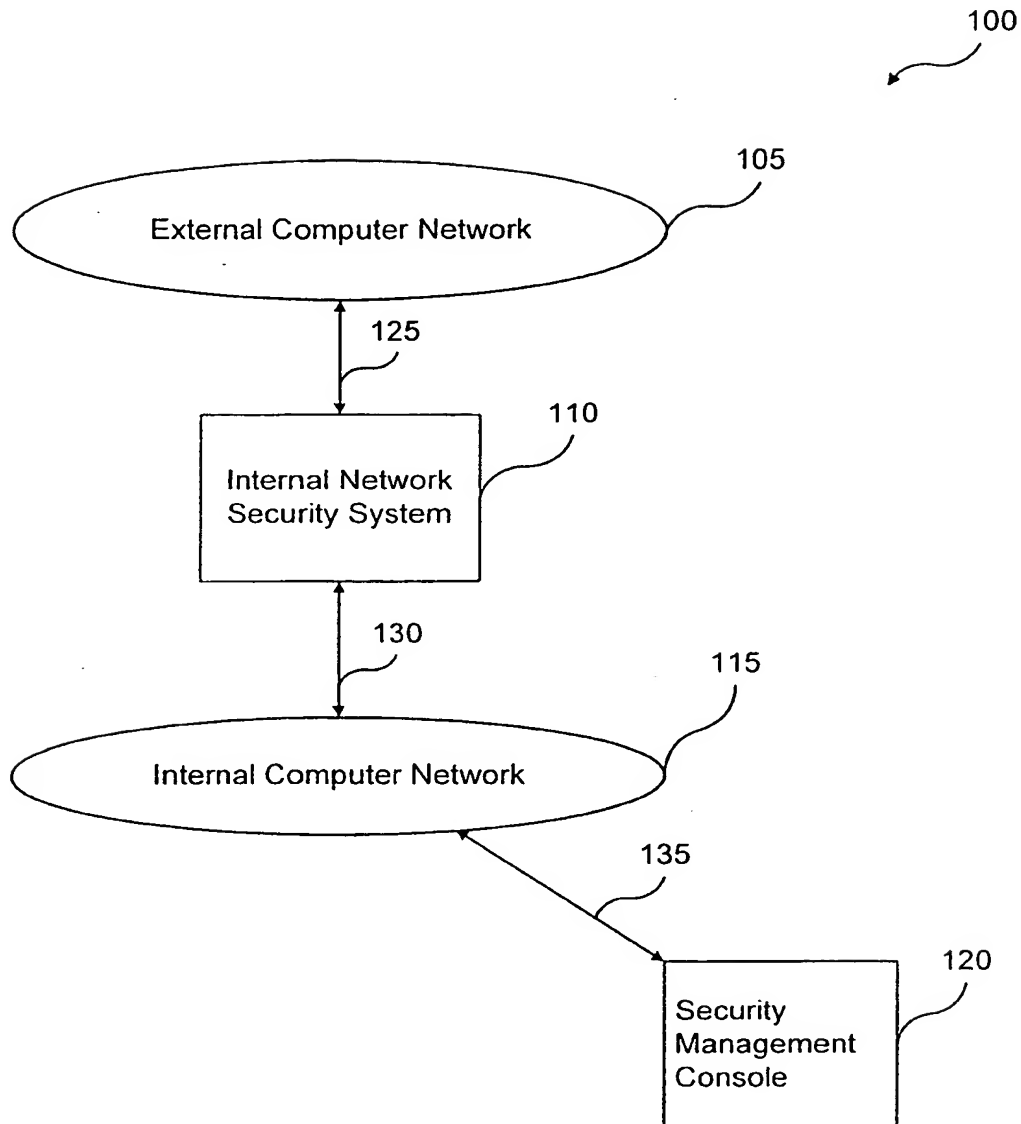 100
105
External Computer Network
125
110
Internal Network
Security System
130
115
Internal Computer Network
135
120
Security
Management
Console